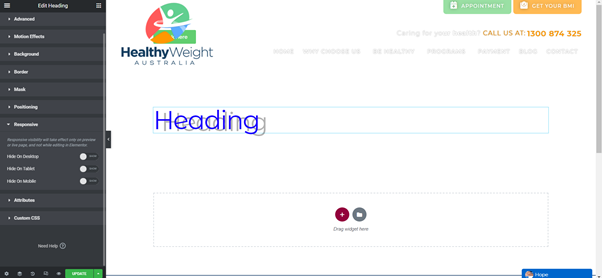 Edit Heading
Advanced
Motion Effects
Background
Border
Mask
Positioning
Responsive
Responsive visibility will take effect only on preview or live page, and not while editing in Elementor.
Hide On Desktop
Hide On Tablet
Hide On Mobile
Attributes
Custom CSS
Need Help
UPDATE
HealthyWeight
AUSTRALIA
APPOINTMENT
GET YOUR BMI
Caring for your health? CALL US AT: 1300 874 325
HOME WHY CHOOSE US BE HEALTHY PROGRAMS PAYMENT BLOG CONTACT
Heading
Drag widget here
Hope